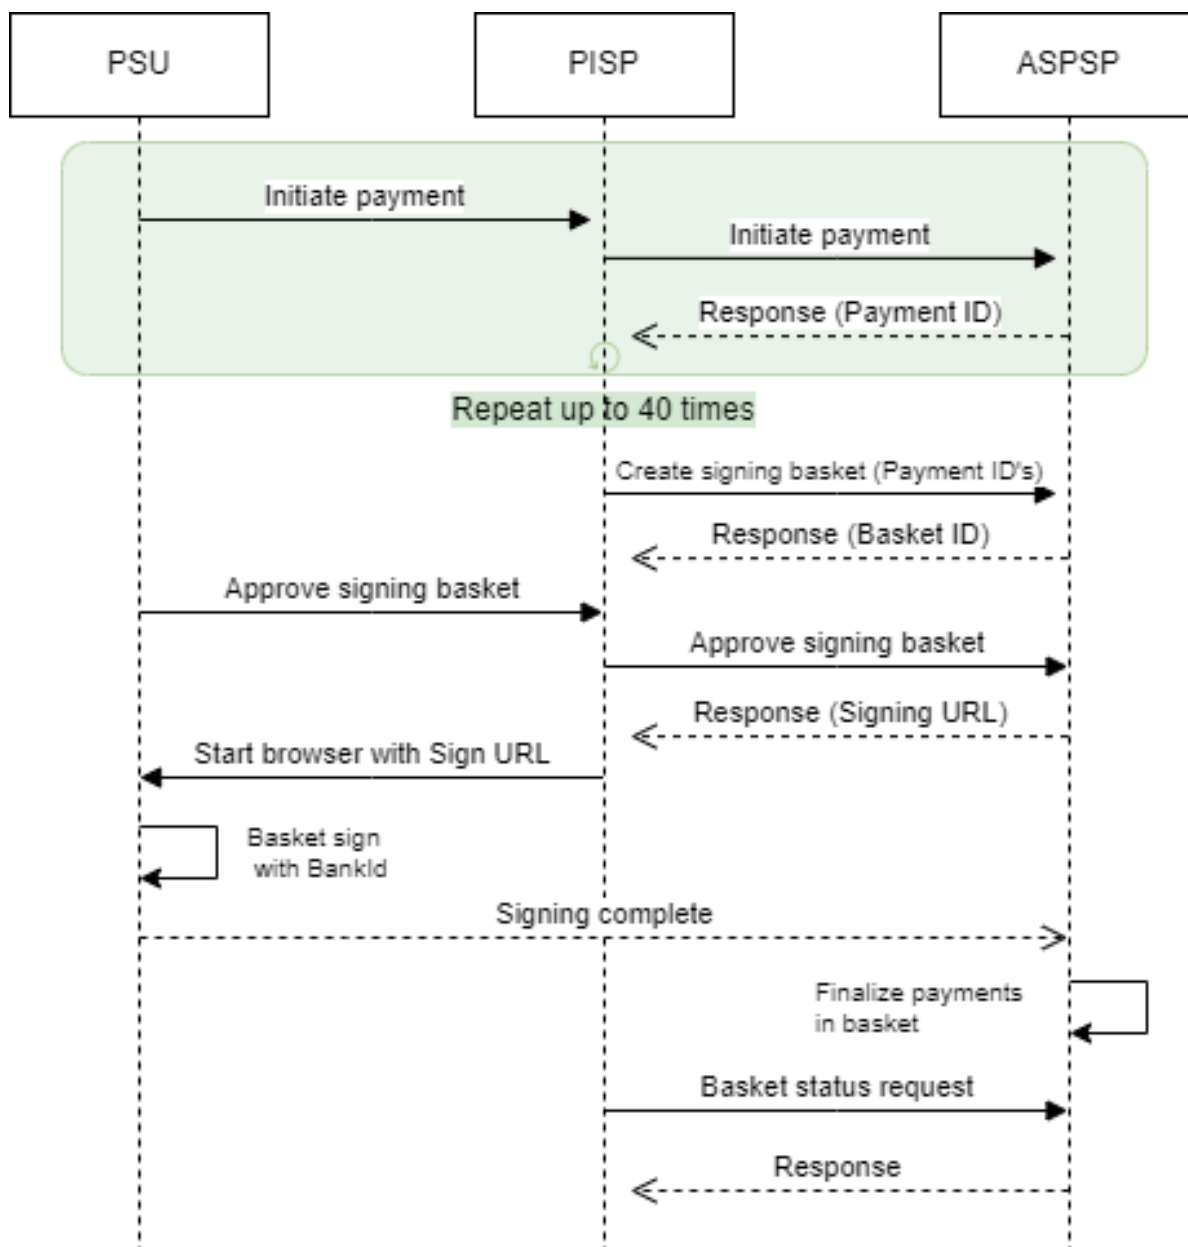 PSU
PISP
ASPSP
Initiate payment
Initiate payment
Response (Payment ID)
Repeat up to 40 times
Create signing basket (Payment ID's)
Response (Basket ID)
Approve signing basket
Approve signing basket
Response (Signing URL)
Start browser with Sign URL
Basket sign
with BankId
Signing complete
Finalize payments
in basket
Basket status request
Response